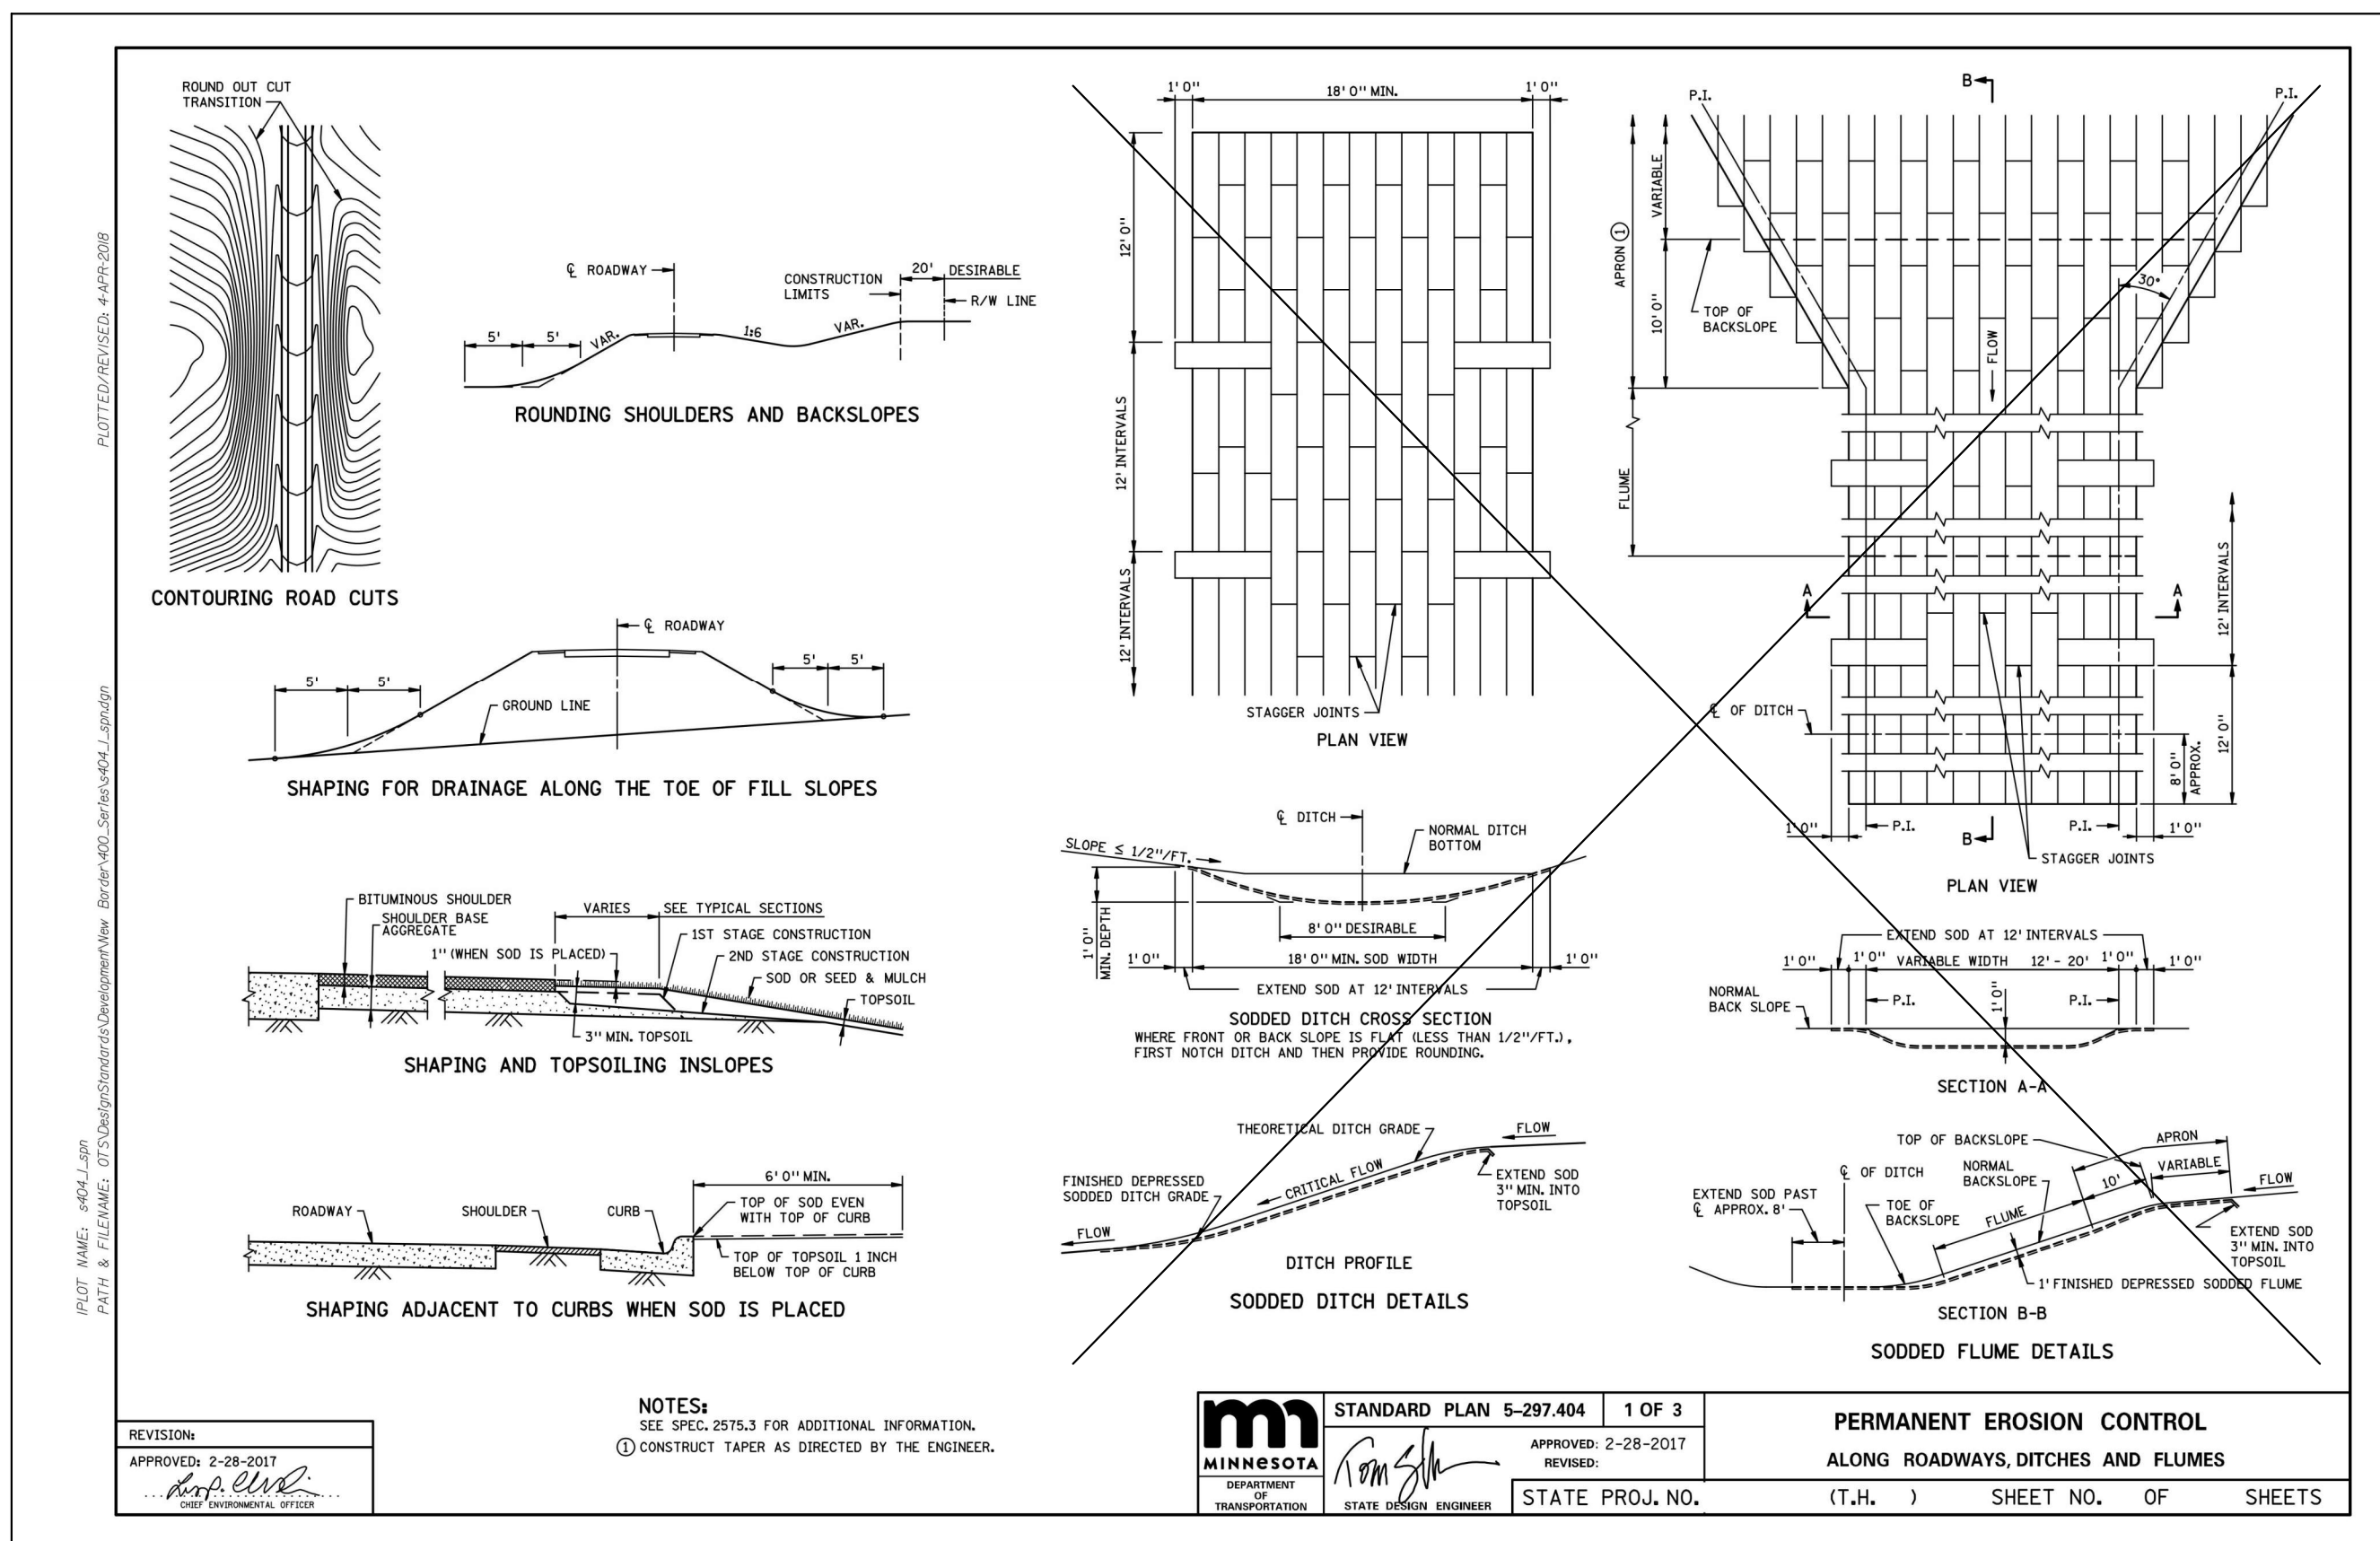 PLOTTED/REVISED: 4-APR-2018
IPLOT NAME: s404_1_spn
PATH & FILENAME: OTS\DesignStandards\Development\New Border\400_Series\s404_1_spn.dgn
ROUND OUT CUT
TRANSITION
CONTOURING ROAD CUTS
℄ ROADWAY
CONSTRUCTION
LIMITS
20' DESIRABLE
R/W LINE
5' 5' VAR. 1:6 VAR.
ROUNDING SHOULDERS AND BACKSLOPES
℄ ROADWAY
5' 5'
5' 5'
GROUND LINE
SHAPING FOR DRAINAGE ALONG THE TOE OF FILL SLOPES
BITUMINOUS SHOULDER
SHOULDER BASE
AGGREGATE
VARIES
SEE TYPICAL SECTIONS
1" (WHEN SOD IS PLACED)
1ST STAGE CONSTRUCTION
2ND STAGE CONSTRUCTION
SOD OR SEED & MULCH
TOPSOIL
3" MIN. TOPSOIL
SHAPING AND TOPSOILING INSLOPES
6' 0" MIN.
ROADWAY
SHOULDER
CURB
TOP OF SOD EVEN
WITH TOP OF CURB
TOP OF TOPSOIL 1 INCH
BELOW TOP OF CURB
SHAPING ADJACENT TO CURBS WHEN SOD IS PLACED
NOTES:
SEE SPEC. 2575.3 FOR ADDITIONAL INFORMATION.
① CONSTRUCT TAPER AS DIRECTED BY THE ENGINEER.
1' 0" 18' 0" MIN. 1' 0"
12' 0"
12' INTERVALS
12' INTERVALS
STAGGER JOINTS
PLAN VIEW
℄ DITCH
NORMAL DITCH
BOTTOM
SLOPE ≤ 1/2"/FT.
1' 0"
MIN. DEPTH
8' 0" DESIRABLE
1' 0" 18' 0" MIN. SOD WIDTH 1' 0"
EXTEND SOD AT 12' INTERVALS
SODDED DITCH CROSS SECTION
WHERE FRONT OR BACK SLOPE IS FLAT (LESS THAN 1/2"/FT.),
FIRST NOTCH DITCH AND THEN PROVIDE ROUNDING.
THEORETICAL DITCH GRADE
FLOW
CRITICAL FLOW
FINISHED DEPRESSED
SODDED DITCH GRADE
EXTEND SOD
3" MIN. INTO
TOPSOIL
FLOW
DITCH PROFILE
SODDED DITCH DETAILS
B
P.I. P.I.
VARIABLE
APRON ①
10' 0"
TOP OF
BACKSLOPE
30°
FLOW
FLUME
A A
12' INTERVALS
℄ OF DITCH
12' 0"
8' 0"
APPROX.
1' 0" P.I. B P.I. 1' 0"
STAGGER JOINTS
PLAN VIEW
EXTEND SOD AT 12' INTERVALS
1' 0" 1' 0" VARIABLE WIDTH 12' - 20' 1' 0" 1' 0"
NORMAL
BACK SLOPE
P.I. 1' 0" P.I.
SECTION A-A
TOP OF BACKSLOPE
APRON
℄ OF DITCH
NORMAL
BACKSLOPE
VARIABLE
10'
FLOW
EXTEND SOD PAST
℄ APPROX. 8'
TOE OF
BACKSLOPE
FLUME
EXTEND SOD
3" MIN. INTO
TOPSOIL
1' FINISHED DEPRESSED SODDED FLUME
SECTION B-B
SODDED FLUME DETAILS
REVISION:
APPROVED: 2-28-2017
CHIEF ENVIRONMENTAL OFFICER
MINNESOTA
DEPARTMENT
OF
TRANSPORTATION
STANDARD PLAN 5-297.404
1 OF 3
APPROVED: 2-28-2017
REVISED:
STATE DESIGN ENGINEER
PERMANENT EROSION CONTROL
ALONG ROADWAYS, DITCHES AND FLUMES
STATE PROJ. NO. (T.H. ) SHEET NO. OF SHEETS